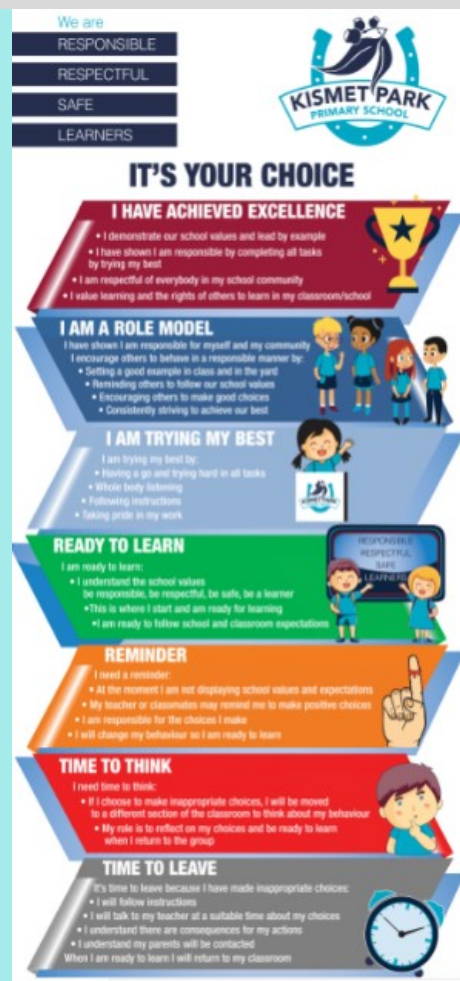 We are
RESPONSIBLE
RESPECTFUL
SAFE
LEARNERS
KISMET PARK
PRIMARY SCHOOL
IT'S YOUR CHOICE
I HAVE ACHIEVED EXCELLENCE
• I demonstrate our school values and lead by example
• I have shown I am responsible by completing all tasks
by trying my best
• I am respectful of everybody in my school community
• I value learning and the rights of others to learn in my classroom/school
I AM A ROLE MODEL
I have shown I am responsible for myself and my community
I encourage others to behave in a responsible manner by:
• Setting a good example in class and in the yard
• Reminding others to follow our school values
• Encouraging others to make good choices
• Consistently striving to achieve our best
I AM TRYING MY BEST
I am trying my best by:
• Having a go and trying hard in all tasks
• Whole body listening
• Following instructions
• Taking pride in my work
KISMET PARK
READY TO LEARN
I am ready to learn:
• I understand the school values
be responsible, be respectful, be safe, be a learner
•This is where I start and am ready for learning
•I am ready to follow school and classroom expectations
RESPONSIBLE
RESPECTFUL
SAFE
LEARNERS
REMINDER
I need a reminder:
• At the moment I am not displaying school values and expectations
• My teacher or classmates may remind me to make positive choices
• I am responsible for the choices I make
• I will change my behaviour so I am ready to learn
TIME TO THINK
I need time to think:
• If I choose to make inappropriate choices, I will be moved
to a different section of the classroom to think about my behaviour
• My role is to reflect on my choices and be ready to learn
when I return to the group
TIME TO LEAVE
It's time to leave because I have made inappropriate choices:
• I will follow instructions
• I will talk to my teacher at a suitable time about my choices
• I understand there are consequences for my actions
• I understand my parents will be contacted
When I am ready to learn I will return to my classroom